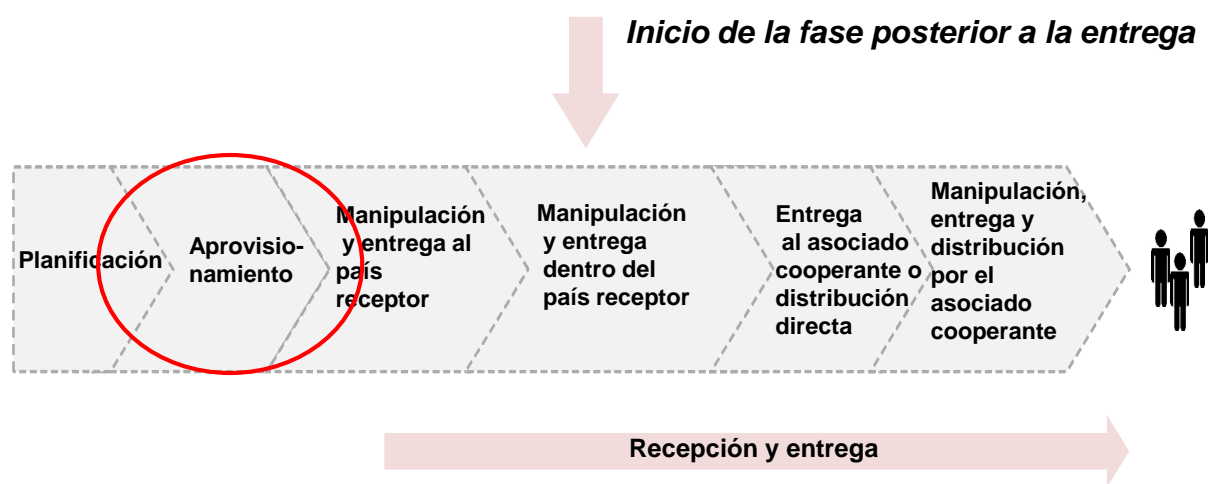 Inicio de la fase posterior a la entrega
Planificación
Aprovisio-
namiento
Manipulación
y entrega al
país
receptor
Manipulación
y entrega
dentro del
país receptor
Entrega
al asociado
cooperante o
distribución
directa
Manipulación,
entrega y
distribución
por el
asociado
cooperante
Recepción y entrega